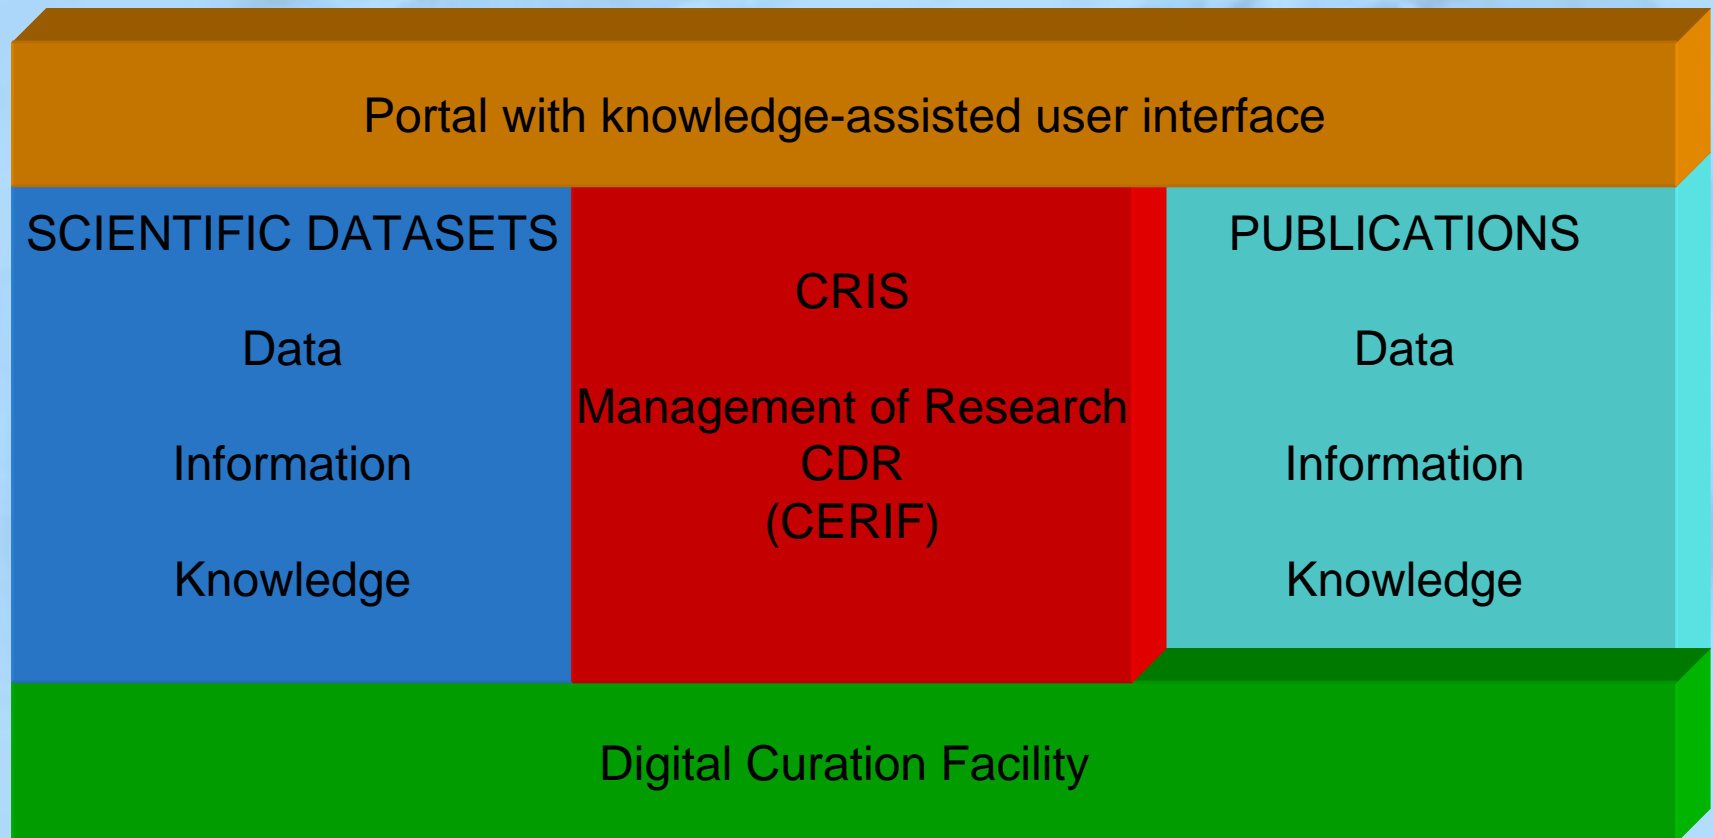 Portal with knowledge-assisted user interface
SCIENTIFIC DATASETS
Data
Information
Knowledge
CRIS
Management of Research
CDR
(CERIF)
PUBLICATIONS
Data
Information
Knowledge
Digital Curation Facility